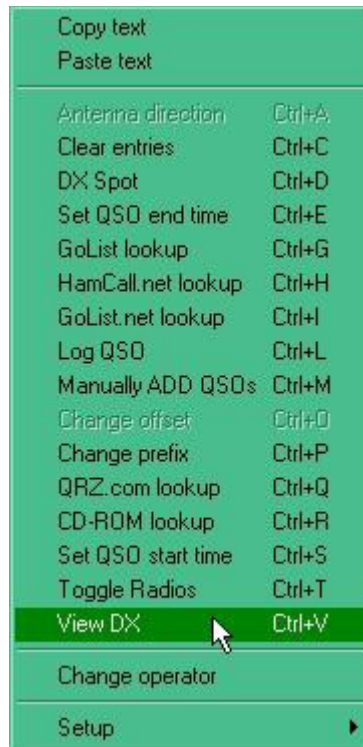 Copy text
Paste text
Antenna direction Ctrl+A
Clear entries Ctrl+C
DX Spot Ctrl+D
Set QSO end time Ctrl+E
GoList lookup Ctrl+G
HamCall.net lookup Ctrl+H
GoList.net lookup Ctrl+I
Log QSO Ctrl+L
Manually ADD QSOs Ctrl+M
Change offset Ctrl+O
Change prefix Ctrl+P
QRZ.com lookup Ctrl+Q
CD-ROM lookup Ctrl+R
Set QSO start time Ctrl+S
Toggle Radios Ctrl+T
View DX Ctrl+V
Change operator
Setup